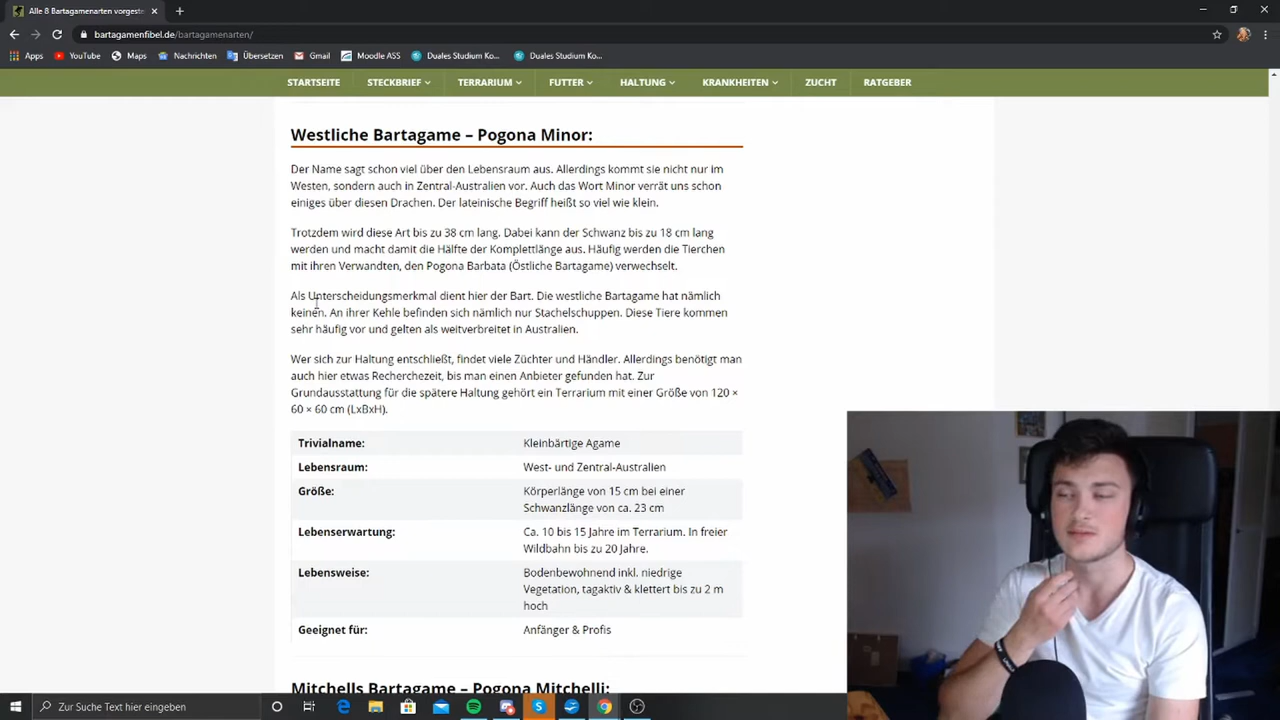 Alle 8 Bartagamenarten vorgeste
bartagamenfibel.de/bartagamenarten/
Apps YouTube Maps Nachrichten Übersetzen Gmail Moodle ASS Duales Studium Ko... Duales Studium Ko...
STARTSEITE STECKBRIEF TERRARIUM FUTTER HALTUNG KRANKHEITEN ZUCHT RATGEBER
Westliche Bartagame – Pogona Minor:
Der Name sagt schon viel über den Lebensraum aus. Allerdings kommt sie nicht nur im
Westen, sondern auch in Zentral-Australien vor. Auch das Wort Minor verrät uns schon
einiges über diesen Drachen. Der lateinische Begriff heißt so viel wie klein.
Trotzdem wird diese Art bis zu 38 cm lang. Dabei kann der Schwanz bis zu 18 cm lang
werden und macht damit die Hälfte der Komplettlänge aus. Häufig werden die Tierchen
mit ihren Verwandten, den Pogona Barbata (Östliche Bartagame) verwechselt.
Als Unterscheidungsmerkmal dient hier der Bart. Die westliche Bartagame hat nämlich
keinen. An ihrer Kehle befinden sich nämlich nur Stachelschuppen. Diese Tiere kommen
sehr häufig vor und gelten als weitverbreitet in Australien.
Wer sich zur Haltung entschließt, findet viele Züchter und Händler. Allerdings benötigt man
auch hier etwas Recherchezeit, bis man einen Anbieter gefunden hat. Zur
Grundausstattung für die spätere Haltung gehört ein Terrarium mit einer Größe von 120 ×
60 × 60 cm (LxBxH).
Trivialname: Kleinbärtige Agame
Lebensraum: West- und Zentral-Australien
Größe: Körperlänge von 15 cm bei einer
Schwanzlänge von ca. 23 cm
Lebenserwartung: Ca. 10 bis 15 Jahre im Terrarium. In freier
Wildbahn bis zu 20 Jahre.
Lebensweise: Bodenbewohnend inkl. niedrige
Vegetation, tagaktiv & klettert bis zu 2 m
hoch
Geeignet für: Anfänger & Profis
Mitchells Bartagame – Pogona Mitchelli:
Zur Suche Text hier eingeben